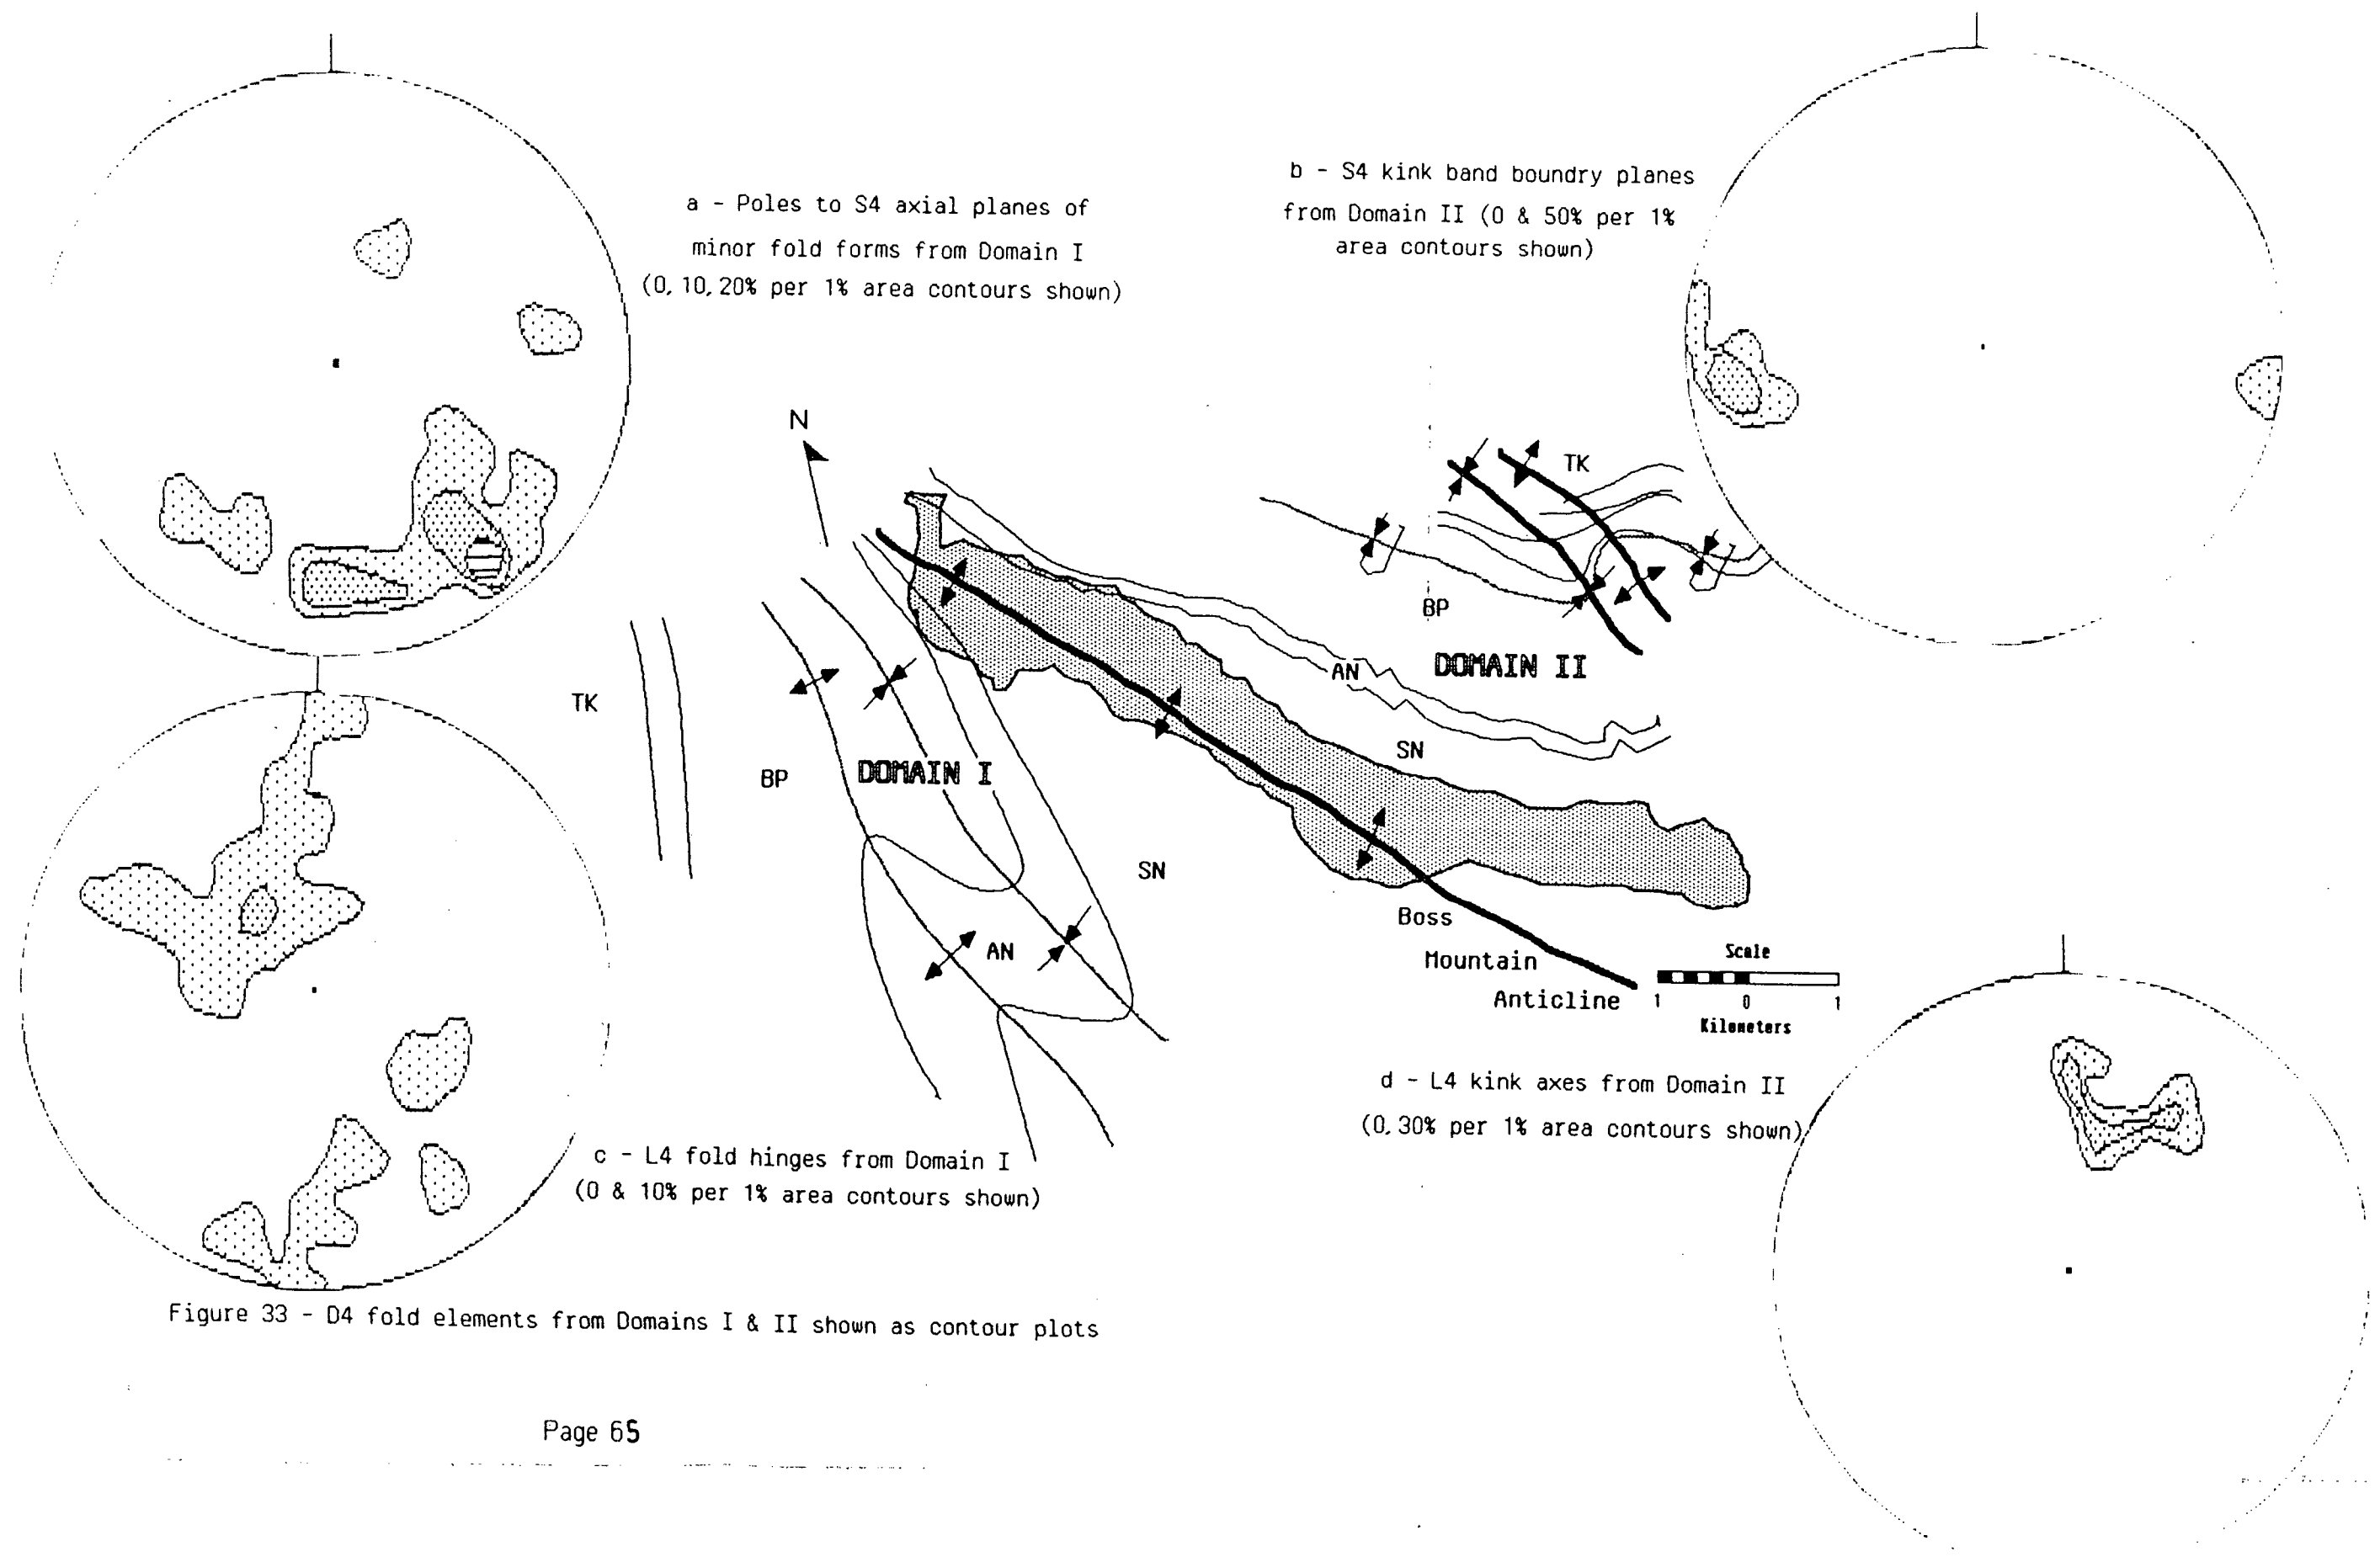 a - Poles to S4 axial planes of
minor fold forms from Domain I
(0,10,20% per 1% area contours shown)
b - S4 kink band boundry planes
from Domain II (0 & 50% per 1%
area contours shown)
N
TK
BP
DOMAIN II
AN
SN
TK
BP
DOMAIN I
SN
AN
Boss
Mountain
Anticline
Scale
1 0 1
Kilometers
c - L4 fold hinges from Domain I
(0 & 10% per 1% area contours shown)
d - L4 kink axes from Domain II
(0,30% per 1% area contours shown)
Figure 33 - D4 fold elements from Domains I & II shown as contour plots
Page 65